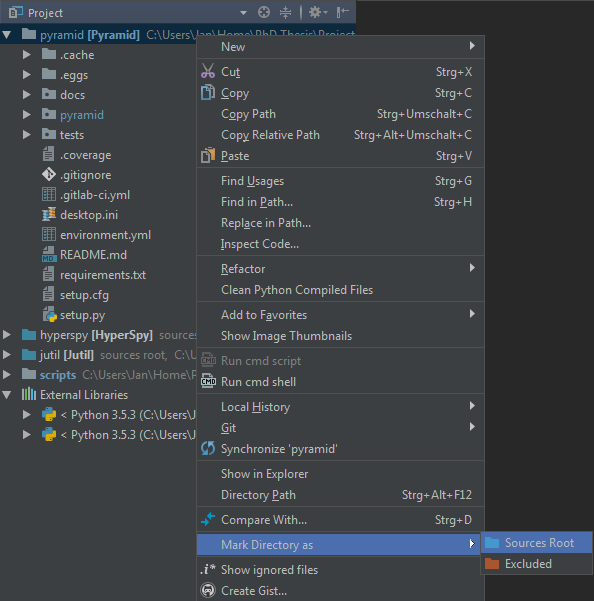 Project
pyramid [Pyramid] C:\Users\Jan\Home\PhD Thesis\Project
.cache
.eggs
docs
pyramid
tests
.coverage
.gitignore
.gitlab-ci.yml
desktop.ini
environment.yml
README.md
requirements.txt
setup.cfg
setup.py
hyperspy [HyperSpy] sources
jutil [Jutil] sources root, C:\U
scripts C:\Users\Jan\Home\P
External Libraries
< Python 3.5.3 (C:\Users\J
< Python 3.5.3 (C:\Users\J
New
Cut Strg+X
Copy Strg+C
Copy Path Strg+Umschalt+C
Copy Relative Path Strg+Alt+Umschalt+C
Paste Strg+V
Find Usages Strg+G
Find in Path... Strg+H
Replace in Path...
Inspect Code...
Refactor
Clean Python Compiled Files
Add to Favorites
Show Image Thumbnails
Run cmd script
Run cmd shell
Local History
Git
Synchronize 'pyramid'
Show in Explorer
Directory Path Strg+Alt+F12
Compare With... Strg+D
Mark Directory as
Sources Root
Excluded
.i* Show ignored files
Create Gist...